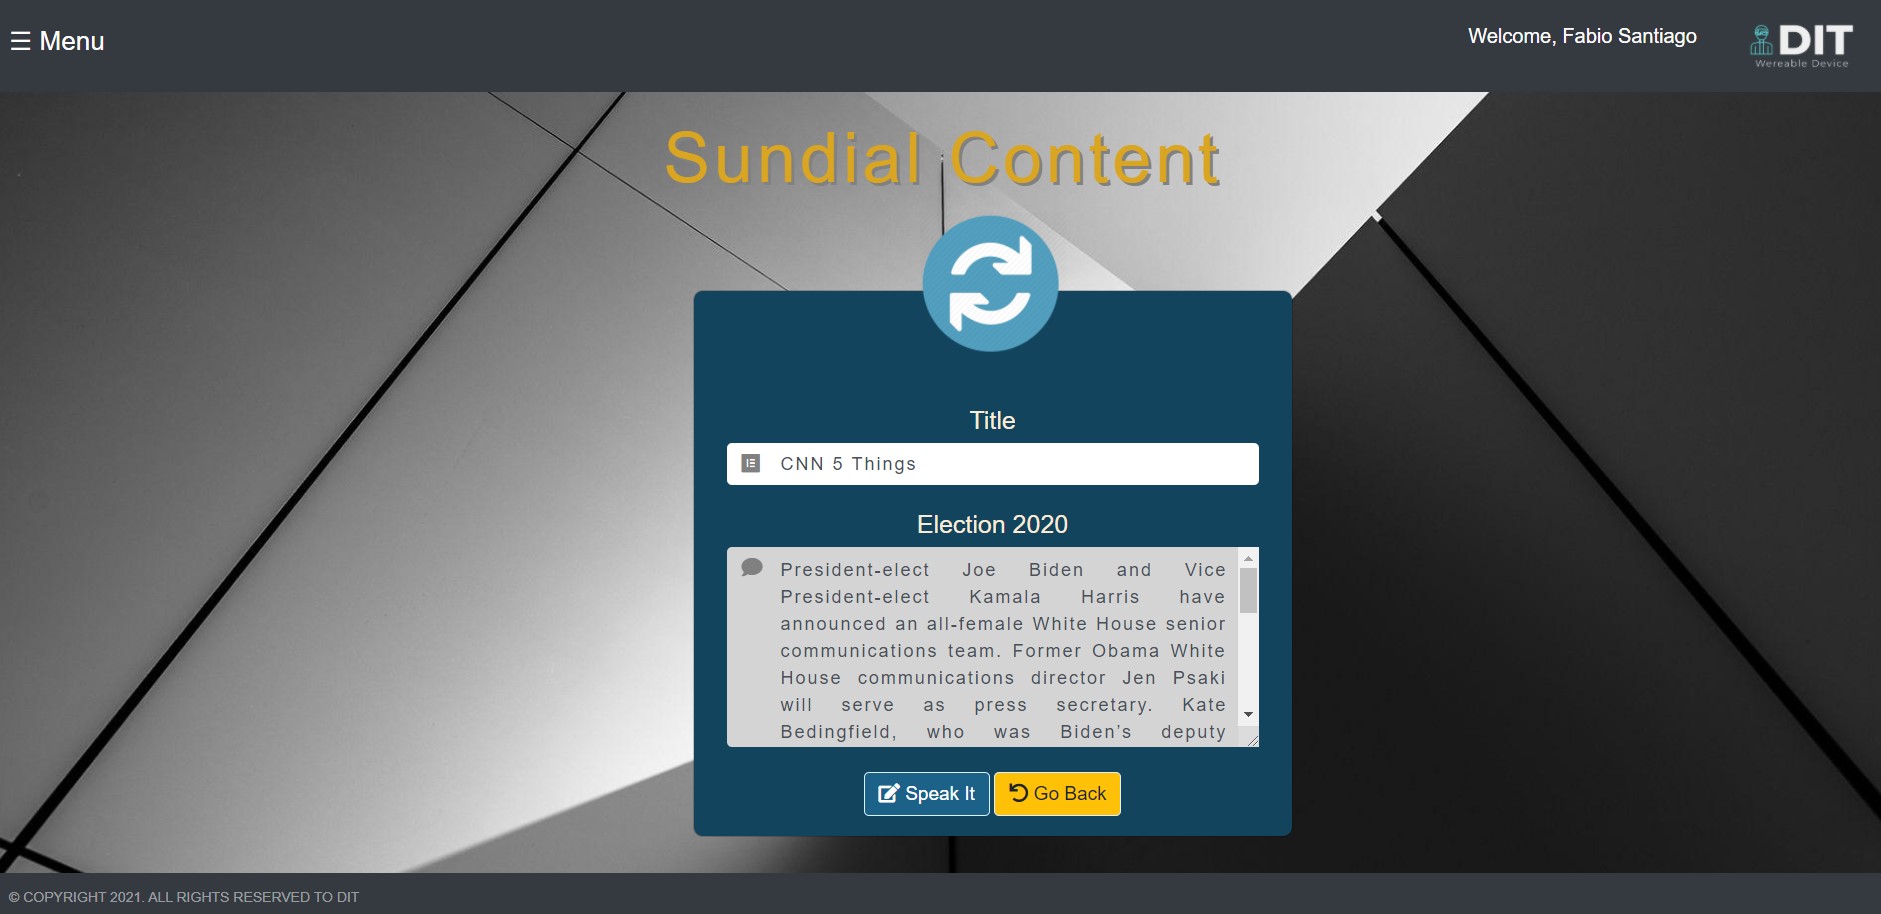 ☰ Menu
Welcome, Fabio Santiago
DIT
Wereable Device
Sundial Content
Title
CNN 5 Things
Election 2020
President-elect Joe Biden and Vice
President-elect Kamala Harris have
announced an all-female White House senior
communications team. Former Obama White
House communications director Jen Psaki
will serve as press secretary. Kate
Bedingfield, who was Biden’s deputy
Speak It
Go Back
© COPYRIGHT 2021. ALL RIGHTS RESERVED TO DIT